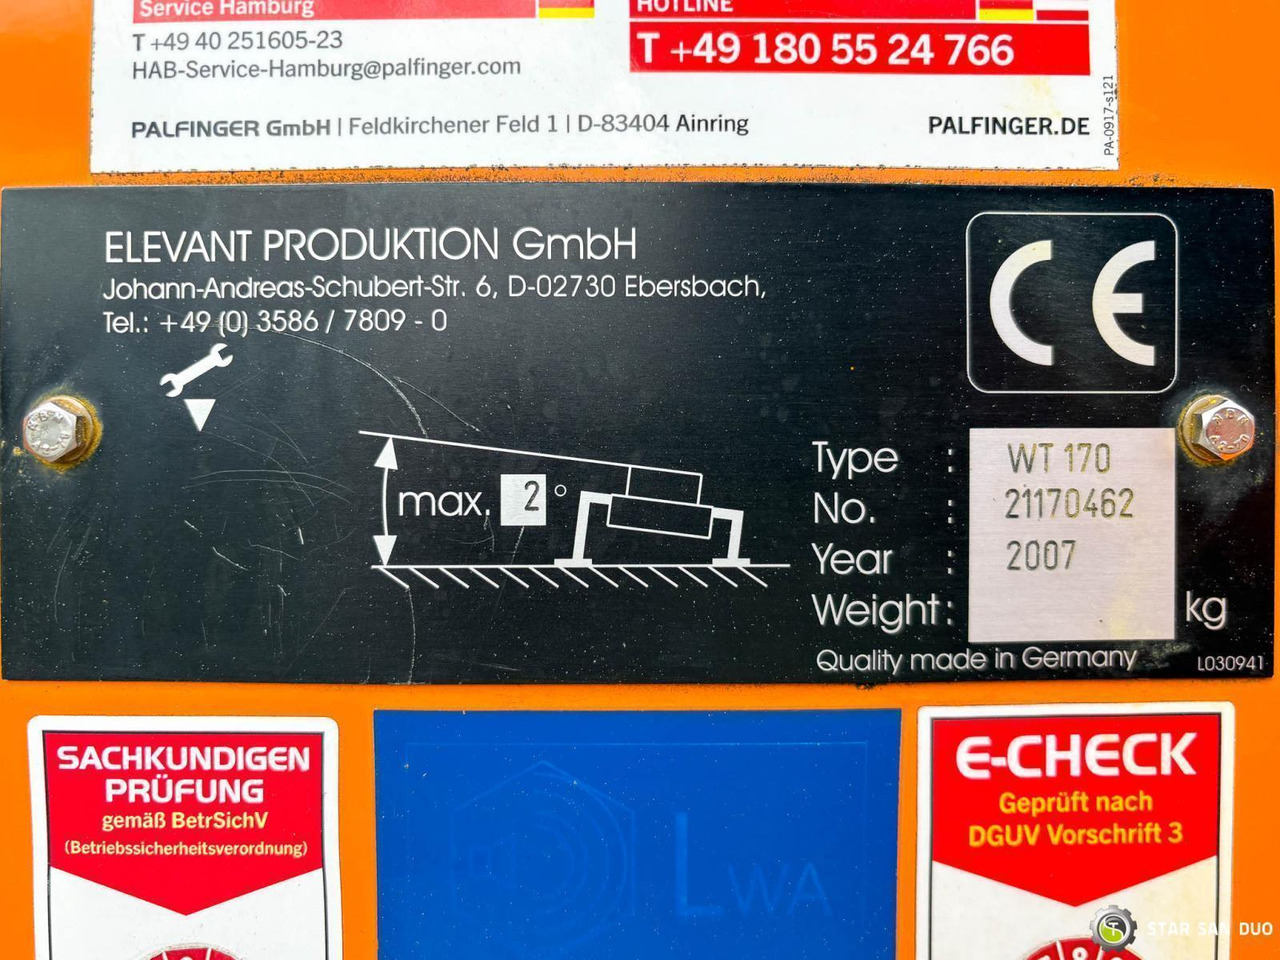 Service Hamburg
T +49 40 251605-23
HAB-Service-Hamburg@palfinger.com
HOTLINE
T +49 180 55 24 766
PALFINGER GmbH | Feldkirchener Feld 1 | D-83404 Ainring
PALFINGER.DE
PA-0917-s121
ELEVANT PRODUKTION GmbH
Johann-Andreas-Schubert-Str. 6, D-02730 Ebersbach,
Tel.: +49 (0) 3586 / 7809 - 0
CE
max. 2°
Type : WT 170
No. : 21170462
Year : 2007
Weight: kg
Quality made in Germany
L030941
SACHKUNDIGEN
PRÜFUNG
gemäß BetrSichV
(Betriebssicherheitsverordnung)
LWA
E-CHECK
Geprüft nach
DGUV Vorschrift 3
STAR SAN DUO